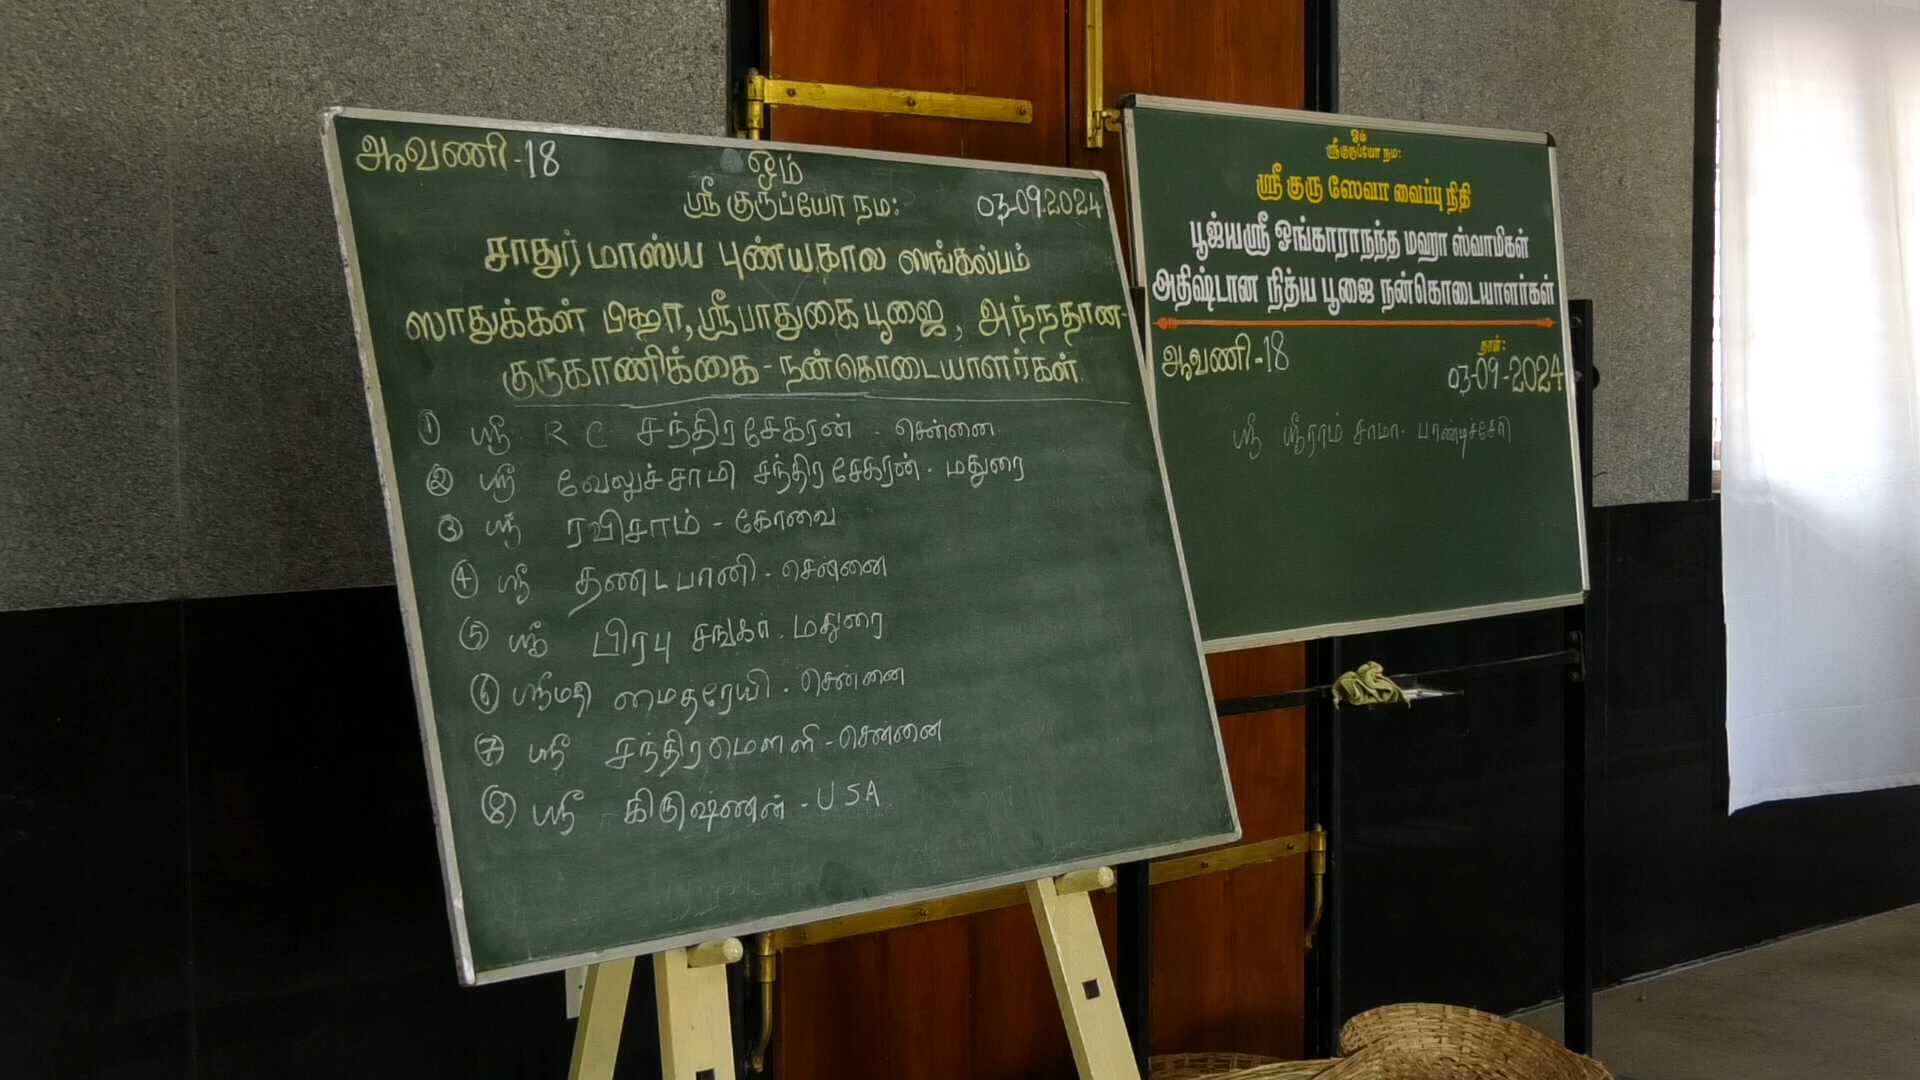 ஆவணி-18
ஓம்
ஸ்ரீ குருப்யோ நம:
03-09-2024
சாதுர்மாஸ்ய புண்யகால ஸங்கல்பம்
ஸாதுக்கள் பிக்ஷா, ஸ்ரீபாதுகை பூஜை, அந்நதான-
குருகாணிக்கை - நன்கொடையாளர்கள்.
① ஸ்ரீ R C சந்திரசேகரன் - சென்னை
② ஸ்ரீ வேலுச்சாமி சந்திரசேகரன் - மதுரை
③ ஸ்ரீ ரவிசாம் - கோவை
④ ஸ்ரீ தண்டபானி - சென்னை
⑤ ஸ்ரீ பிரபு சங்கர் - மதுரை
⑥ ஸ்ரீமதி மைத்ரேயி - சென்னை
⑦ ஸ்ரீ சந்திரமௌளி - சென்னை
⑧ ஸ்ரீ கிருஷ்ணன் - USA
ஓம்
ஸ்ரீகுருப்யோ நம:
ஸ்ரீ குரு ஸேவா வைப்பு நிதி
பூஜ்யஸ்ரீ ஓங்காராநந்த மஹா ஸ்வாமிகள்
அதிஷ்டான நித்ய பூஜை நன்கொடையாளர்கள்
ஆவணி-18
நாள்:
03-09-2024
ஸ்ரீ ஸ்ரீராம் சாமா - பாண்டிச்சேரி